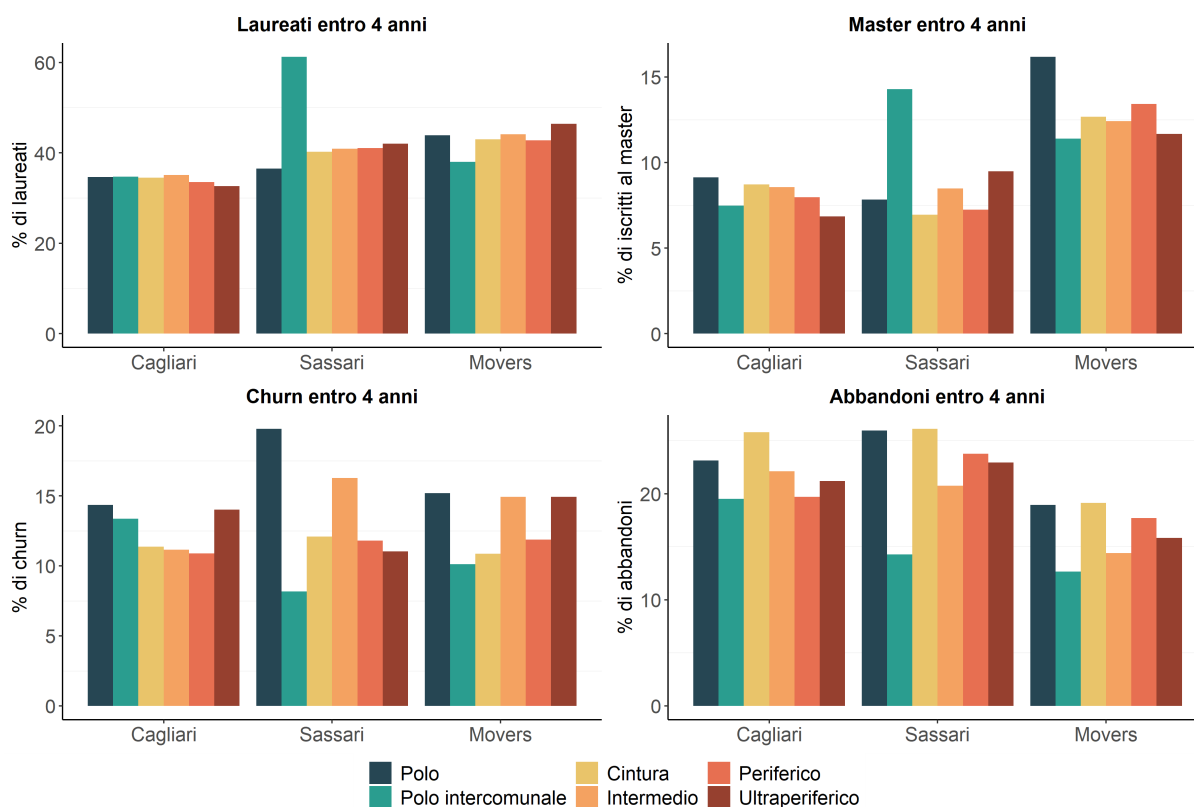 Laureati entro 4 anni
% di laureati
60
40
20
0
Cagliari Sassari Movers
Master entro 4 anni
% di iscritti al master
15
10
5
0
Cagliari Sassari Movers
Churn entro 4 anni
% di churn
20
15
10
5
0
Cagliari Sassari Movers
Abbandoni entro 4 anni
% di abbandoni
20
10
0
Cagliari Sassari Movers
Polo Cintura Periferico
Polo intercomunale Intermedio Ultraperiferico